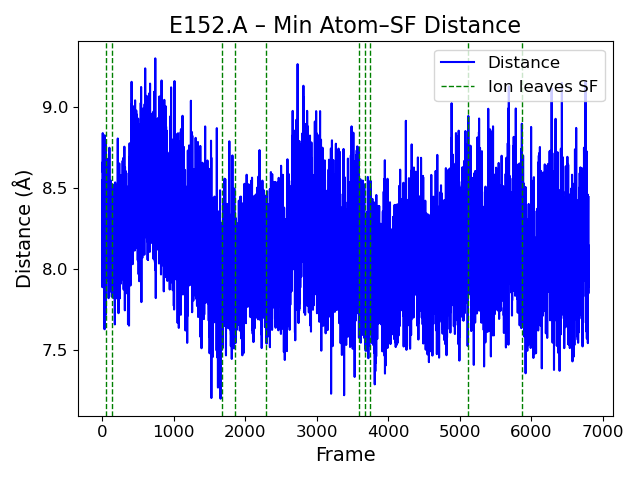 E152.A – Min Atom–SF Distance
Distance
Ion leaves SF
Distance (Å)
9.0
8.5
8.0
7.5
0 1000 2000 3000 4000 5000 6000 7000
Frame